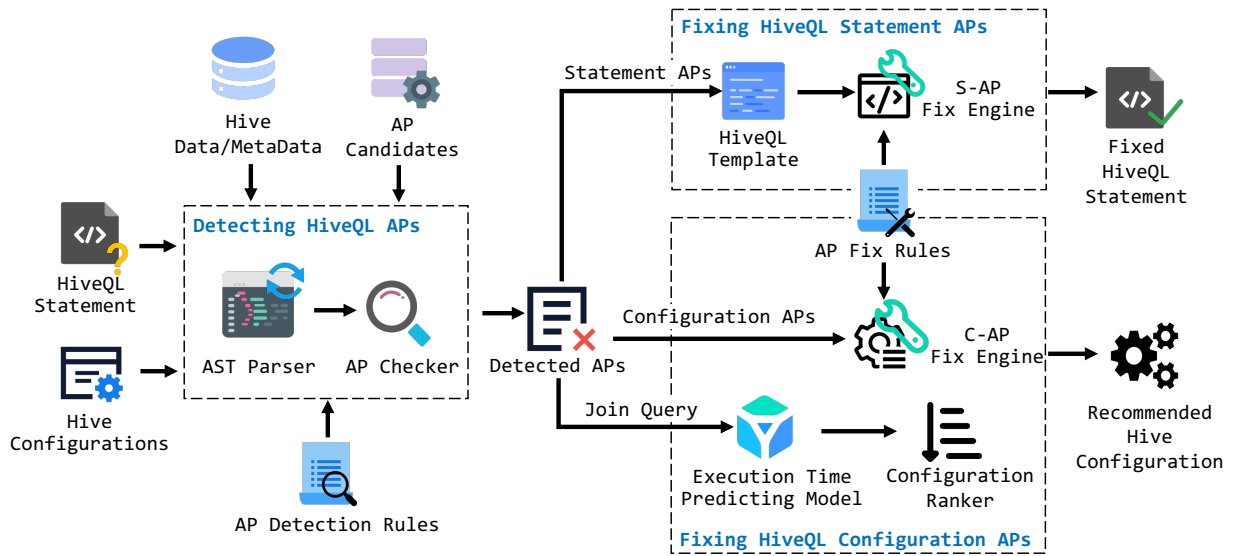 Hive
Data/MetaData
AP
Candidates
HiveQL
Statement
Hive
Configurations
Detecting HiveQL APs
AST Parser
AP Checker
AP Detection Rules
Detected APs
Statement APs
Configuration APs
Join Query
Fixing HiveQL Statement APs
HiveQL
Template
S-AP
Fix Engine
AP Fix Rules
Fixed
HiveQL
Statement
C-AP
Fix Engine
Execution Time
Predicting Model
Configuration
Ranker
Fixing HiveQL Configuration APs
Recommended
Hive
Configuration